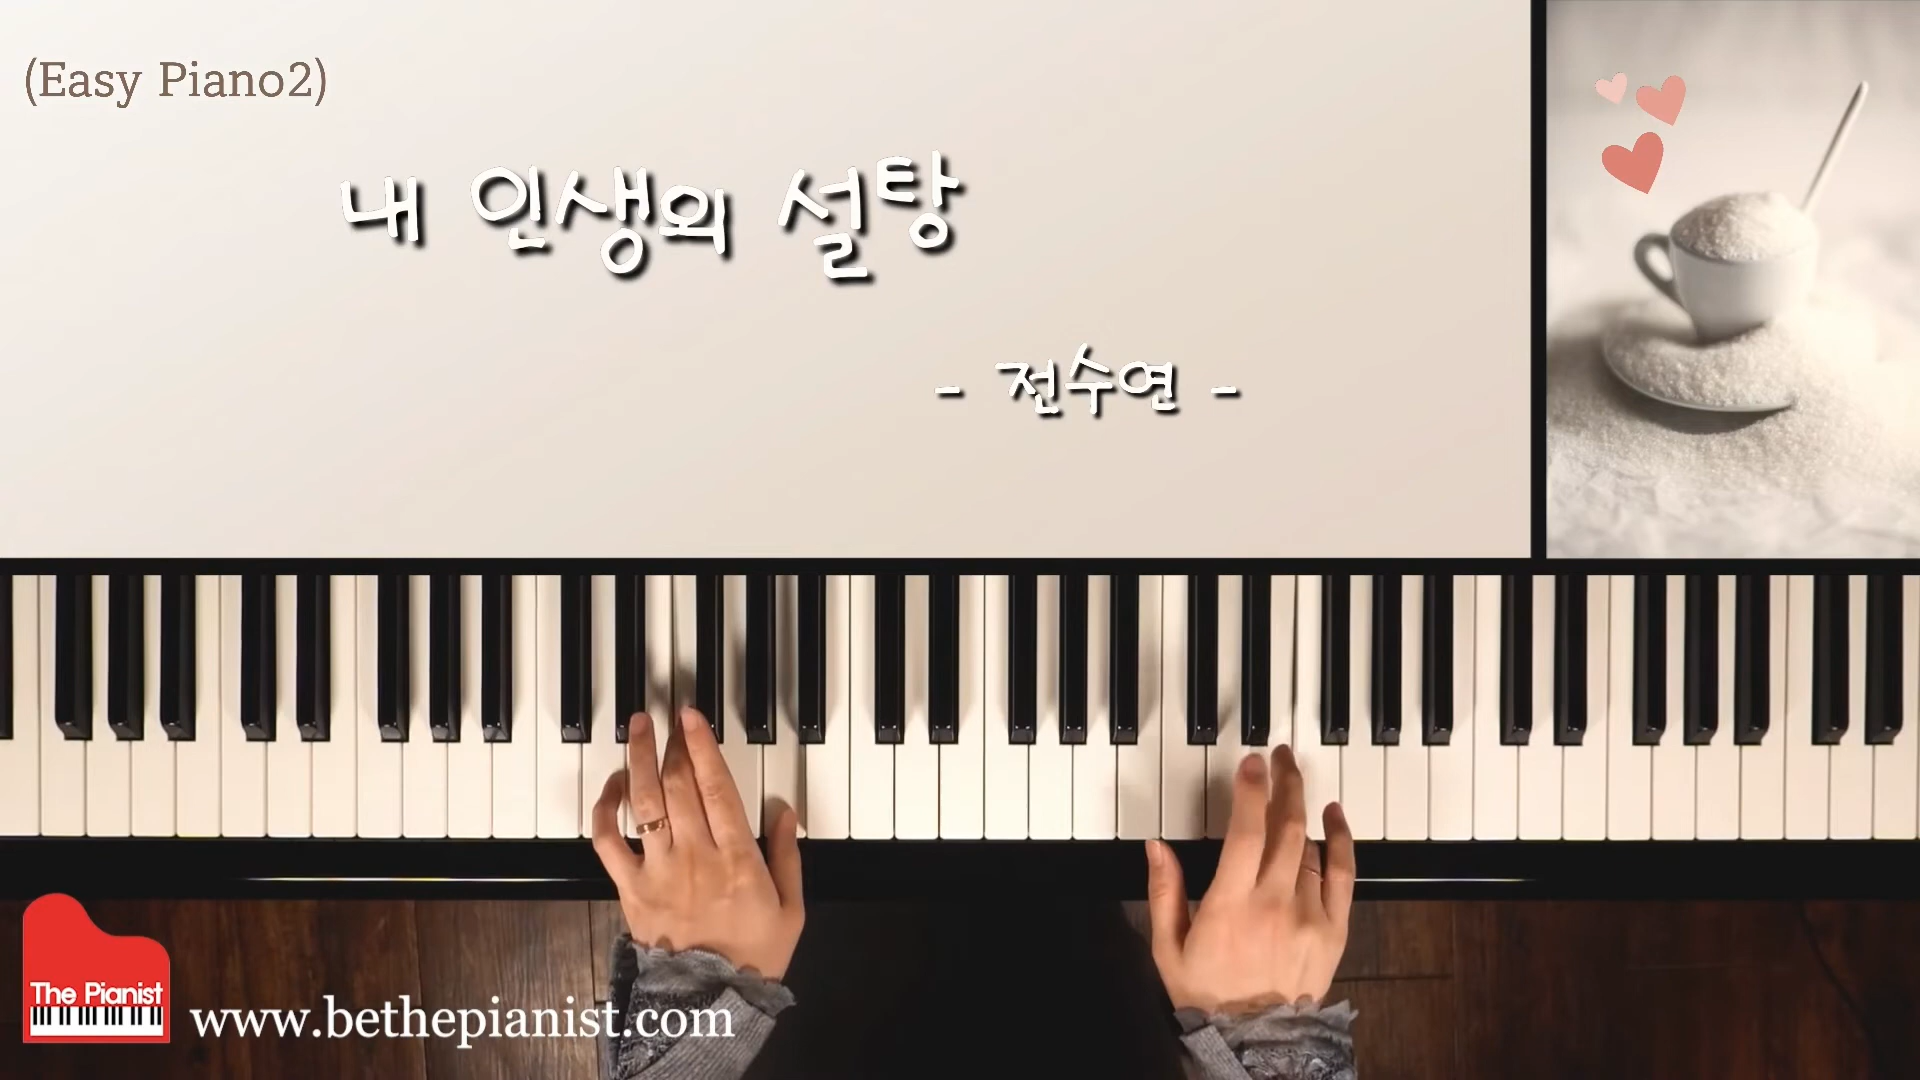 (Easy Piano2)
내 인생의 설탕
- 전수연 -
The Pianist
www.bethepianist.com